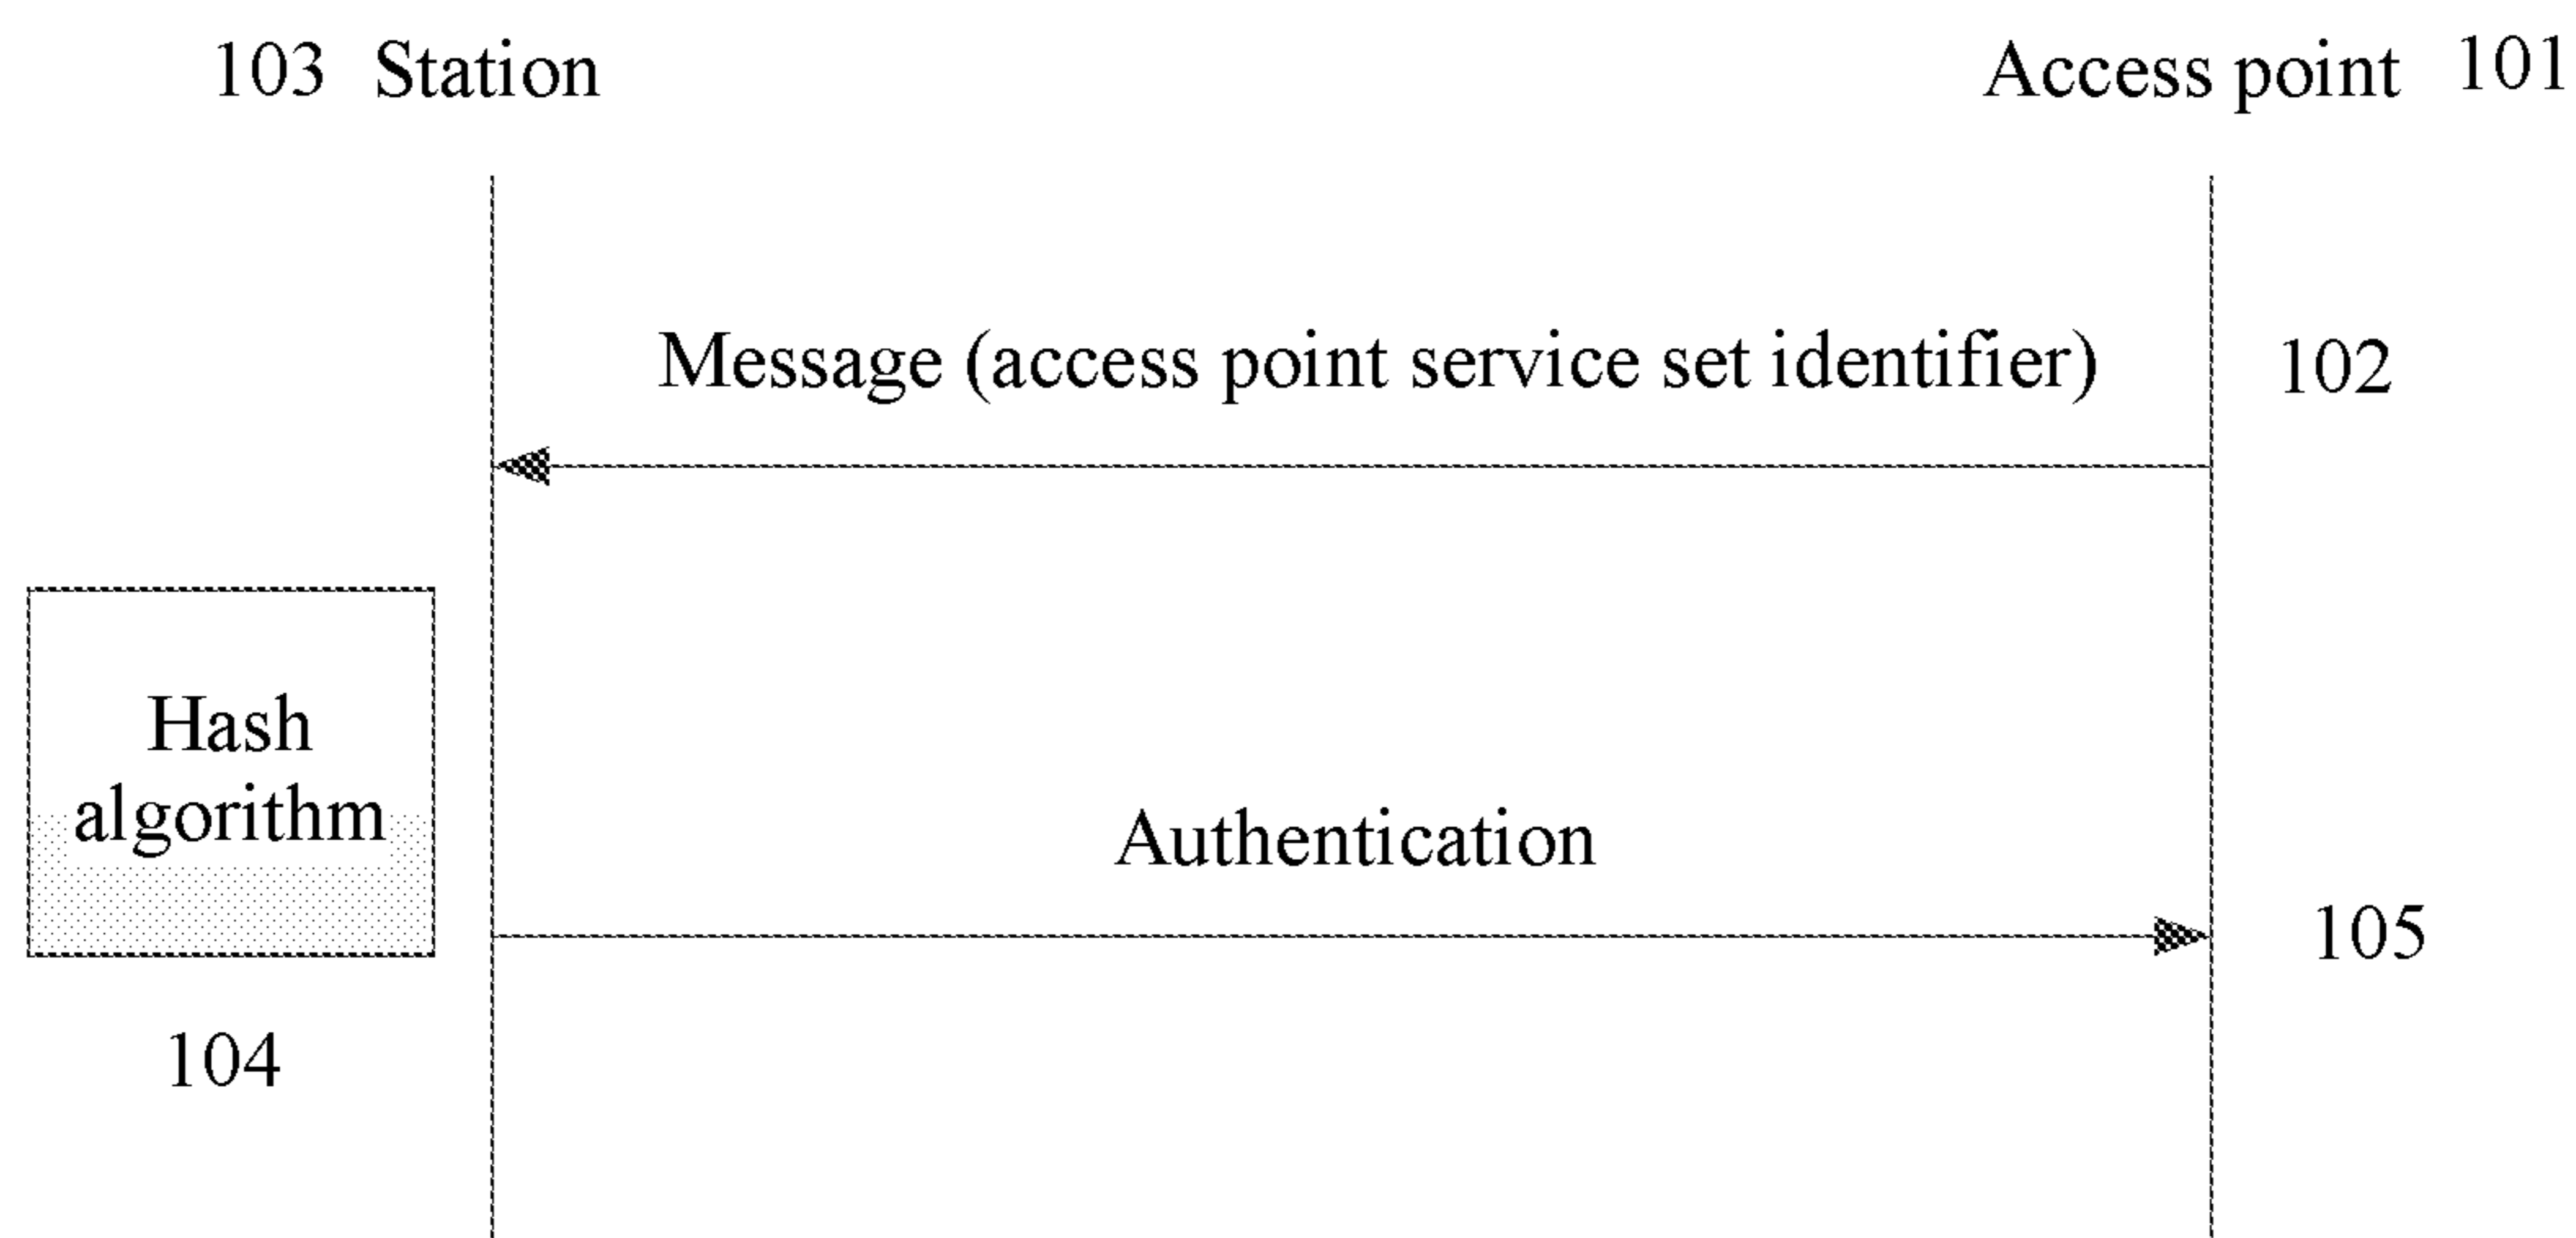 103 Station
Access point 101
Message (access point service set identifier)
102
Hash
algorithm
Authentication
105
104